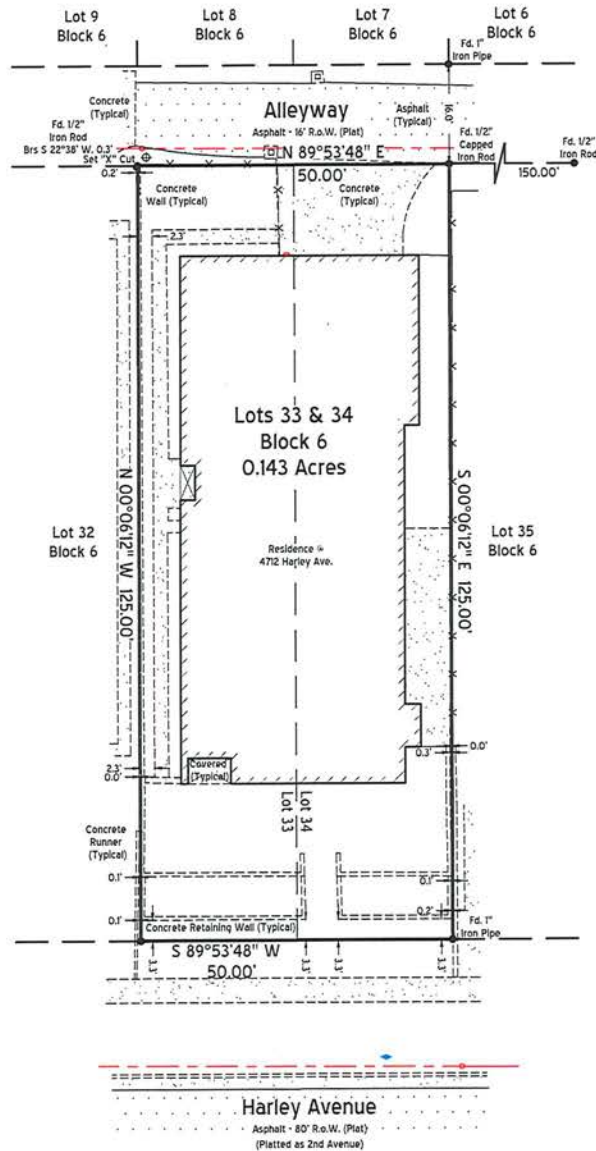 Lot 9
Block 6
Lot 8
Block 6
Lot 7
Block 6
Lot 6
Block 6
Fd. 1"
Iron Pipe
Concrete
(Typical)
Alleyway
Asphalt - 16' R.o.W. (Plat)
Asphalt
(Typical)
16.0'
Fd. 1/2"
Iron Rod
Brs S 22°38' W, 0.3'
Set "X" Cut
N 89°53'48" E
50.00'
Fd. 1/2"
Capped
Iron Rod
Fd. 1/2"
Iron Rod
150.00'
0.2'
Concrete
Wall (Typical)
Concrete
(Typical)
2.3'
Lots 33 & 34
Block 6
0.143 Acres
Lot 32
Block 6
N 00°06'12" W 125.00'
Residence @
4712 Harley Ave.
S 00°06'12" E 125.00'
Lot 35
Block 6
2.3'
0.0'
Covered
(Typical)
Lot 33
Lot 34
0.0'
0.3'
Concrete
Runner
(Typical)
0.1'
0.1'
0.1'
0.2'
Concrete Retaining Wall (Typical)
Fd. 1"
Iron Pipe
S 89°53'48" W
50.00'
3.3'
3.3'
3.3'
3.3'
Harley Avenue
Asphalt - 80' R.o.W. (Plat)
(Platted as 2nd Avenue)